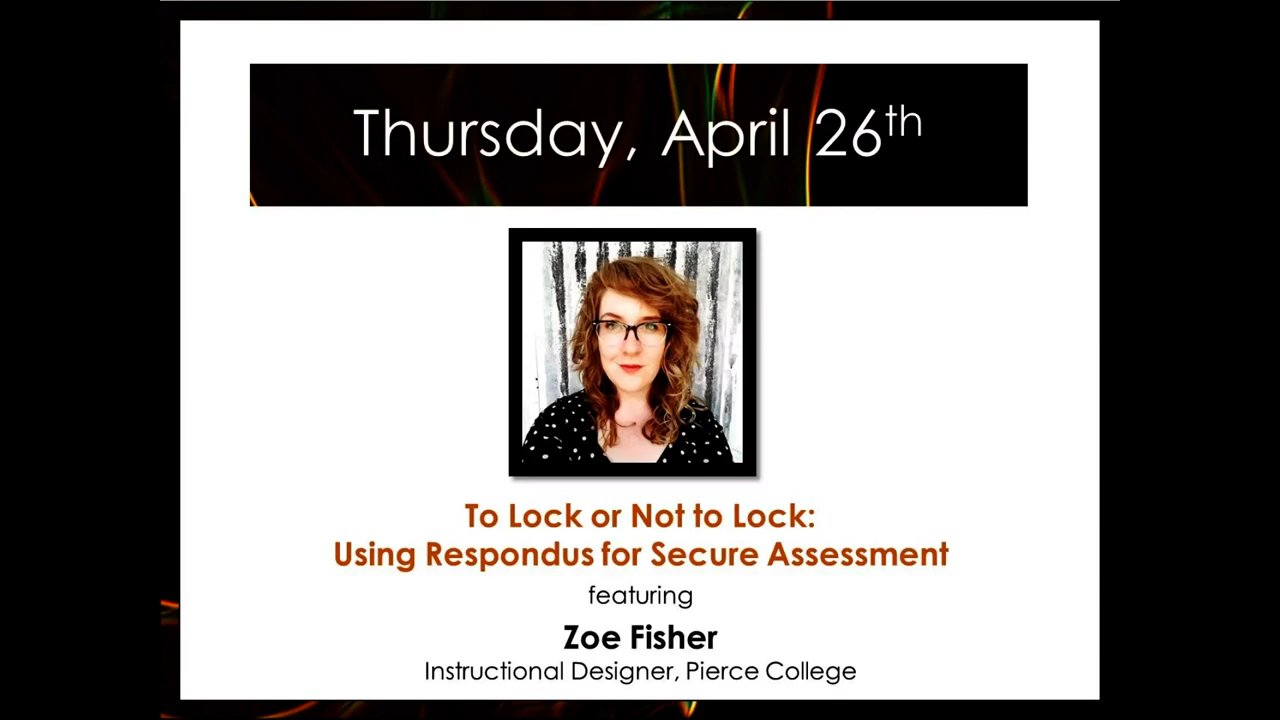 Thursday, April 26th
To Lock or Not to Lock:
Using Respondus for Secure Assessment
featuring
Zoe Fisher
Instructional Designer, Pierce College